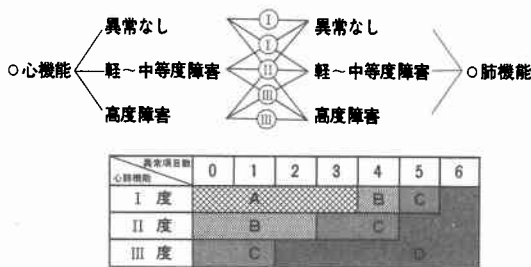 異常なし Ⅰ 異常なし
Ⅰ
○心機能 軽～中等度障害 Ⅱ 軽～中等度障害 ○肺機能
Ⅲ
高度障害 Ⅲ 高度障害
異常項目数
心肺機能
0 1 2 3 4 5 6
Ⅰ 度 A B C
Ⅱ 度 B C
Ⅲ 度 C D